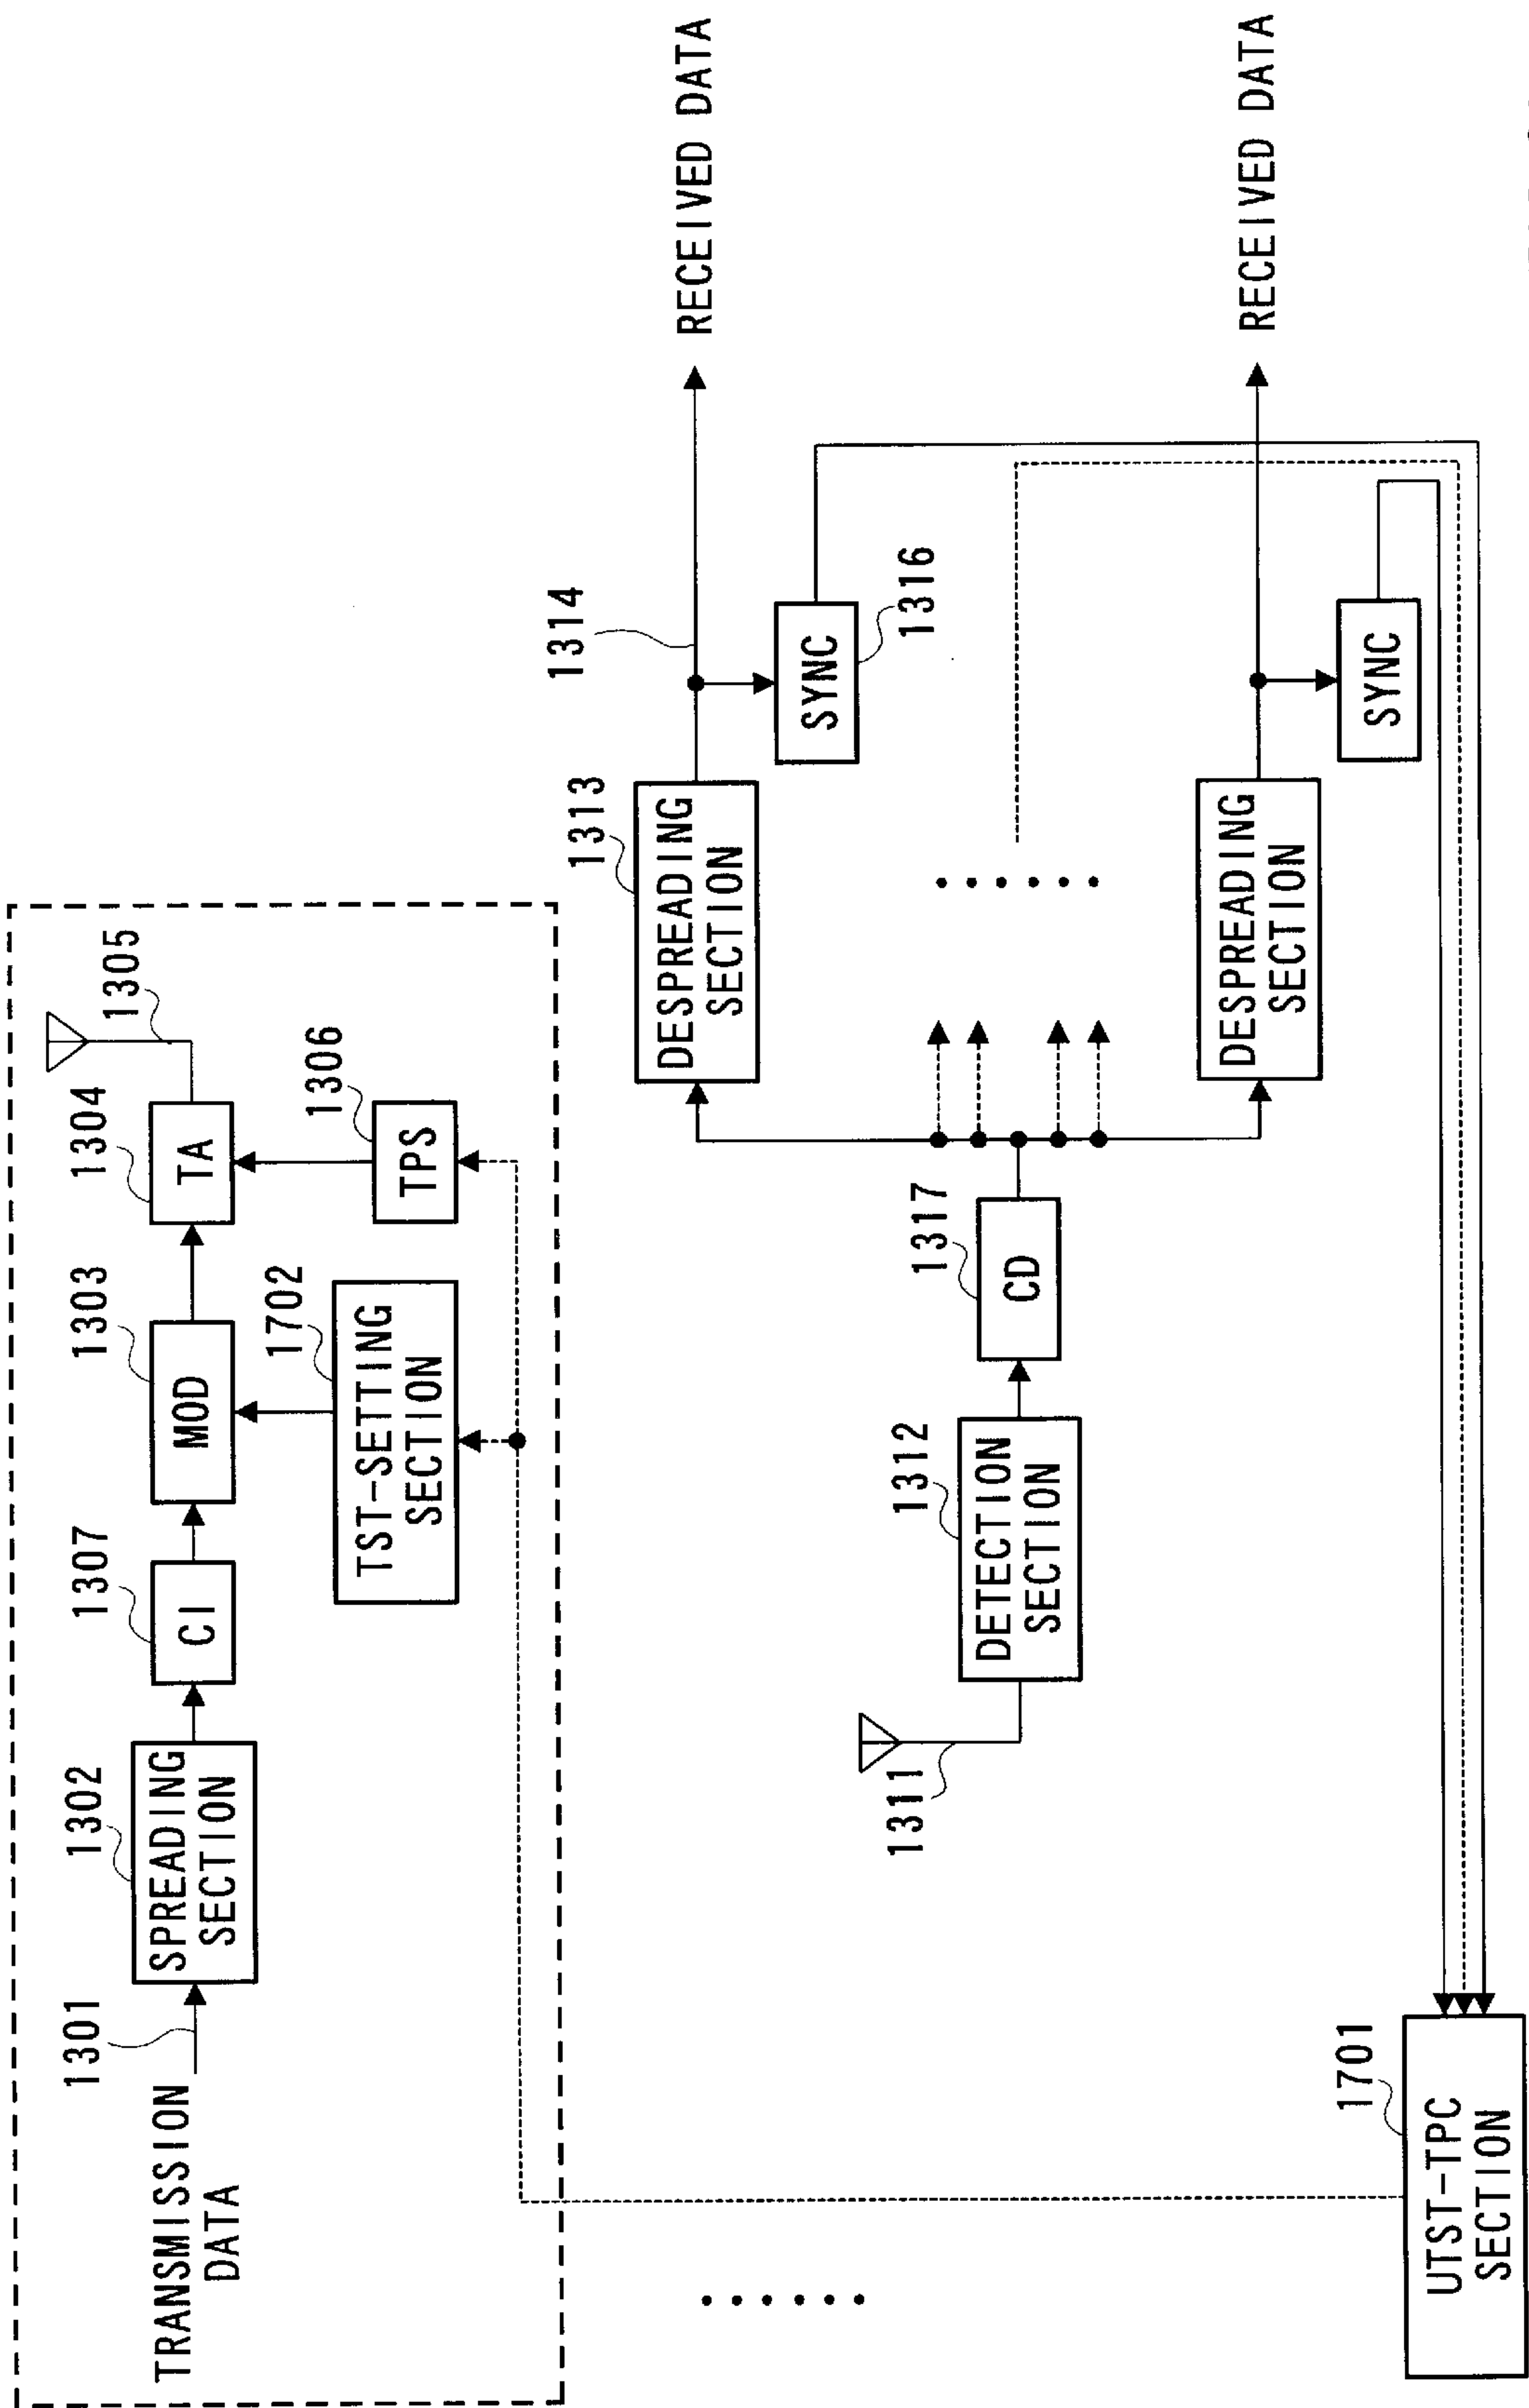 1301
TRANSMISSION
DATA
1302
SPREADING
SECTION
1307
CI
1303
MOD
1304
TA
1305
1702
TST-SETTING
SECTION
1306
TPS
1311
1312
DETECTION
SECTION
1317
CD
1313
DESPREADING
SECTION
1314
RECEIVED DATA
SYNC
1316
DESPREADING
SECTION
RECEIVED DATA
SYNC
1701
UTST-TPC
SECTION